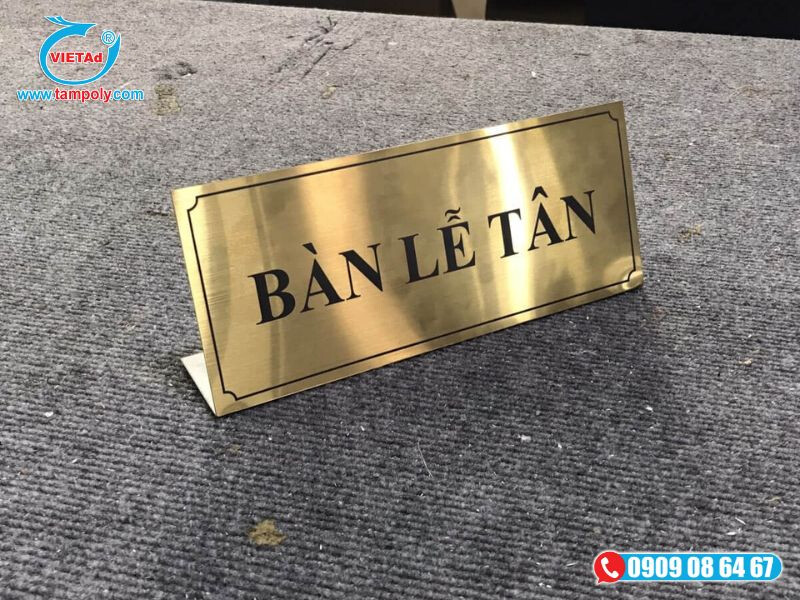 VIETAd®
www.tampoly.com
BÀN LỄ TÂN
0909 08 64 67